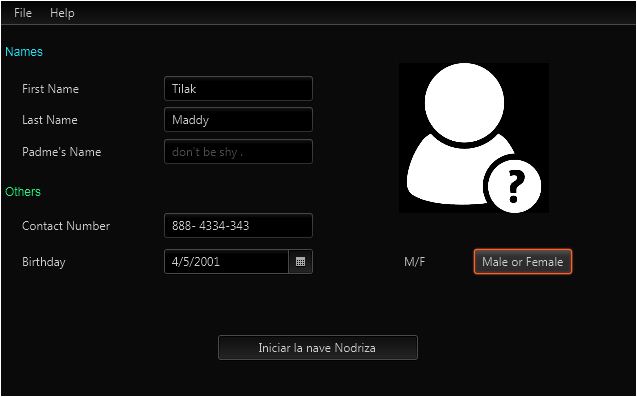 File Help
Names
First Name Tilak
Last Name Maddy
Padme's Name don't be shy .
Others
Contact Number 888- 4334-343
Birthday 4/5/2001
M/F Male or Female
Iniciar la nave Nodriza
?